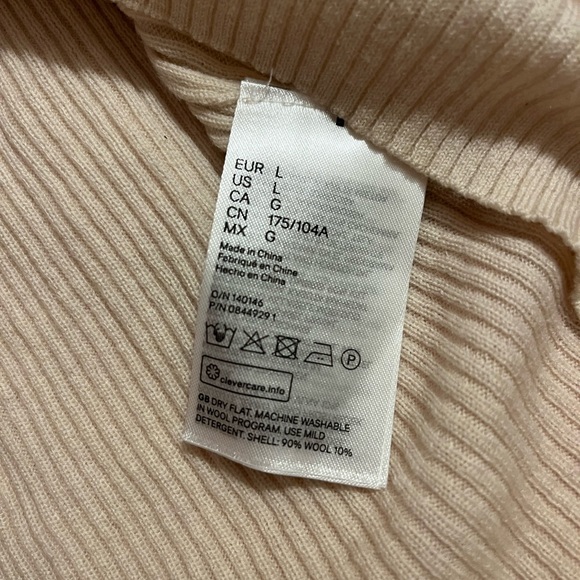 EUR L
US L
CA G
CN 175/104A
MX G
Made in China
Fabriqué en Chine
Hecho en China
O/N 140146
P/N 0844929 1
P
clevercare.info
GB DRY FLAT. MACHINE WASHABLE
IN WOOL PROGRAM. USE MILD
DETERGENT. SHELL: 90% WOOL 10%